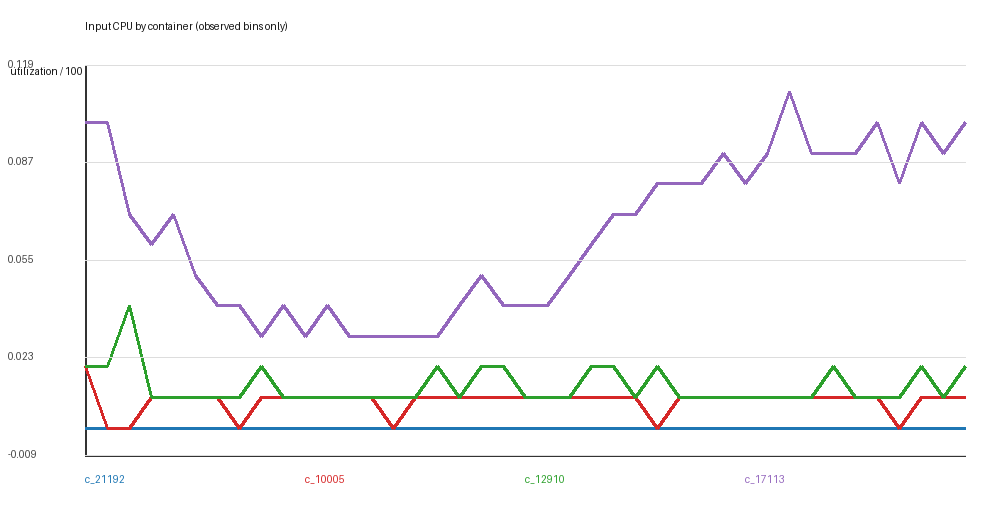 Input CPU by container (observed bins only)
0.119
utilization / 100
0.087
0.055
0.023
-0.009
c_21192 c_10005 c_12910 c_17113